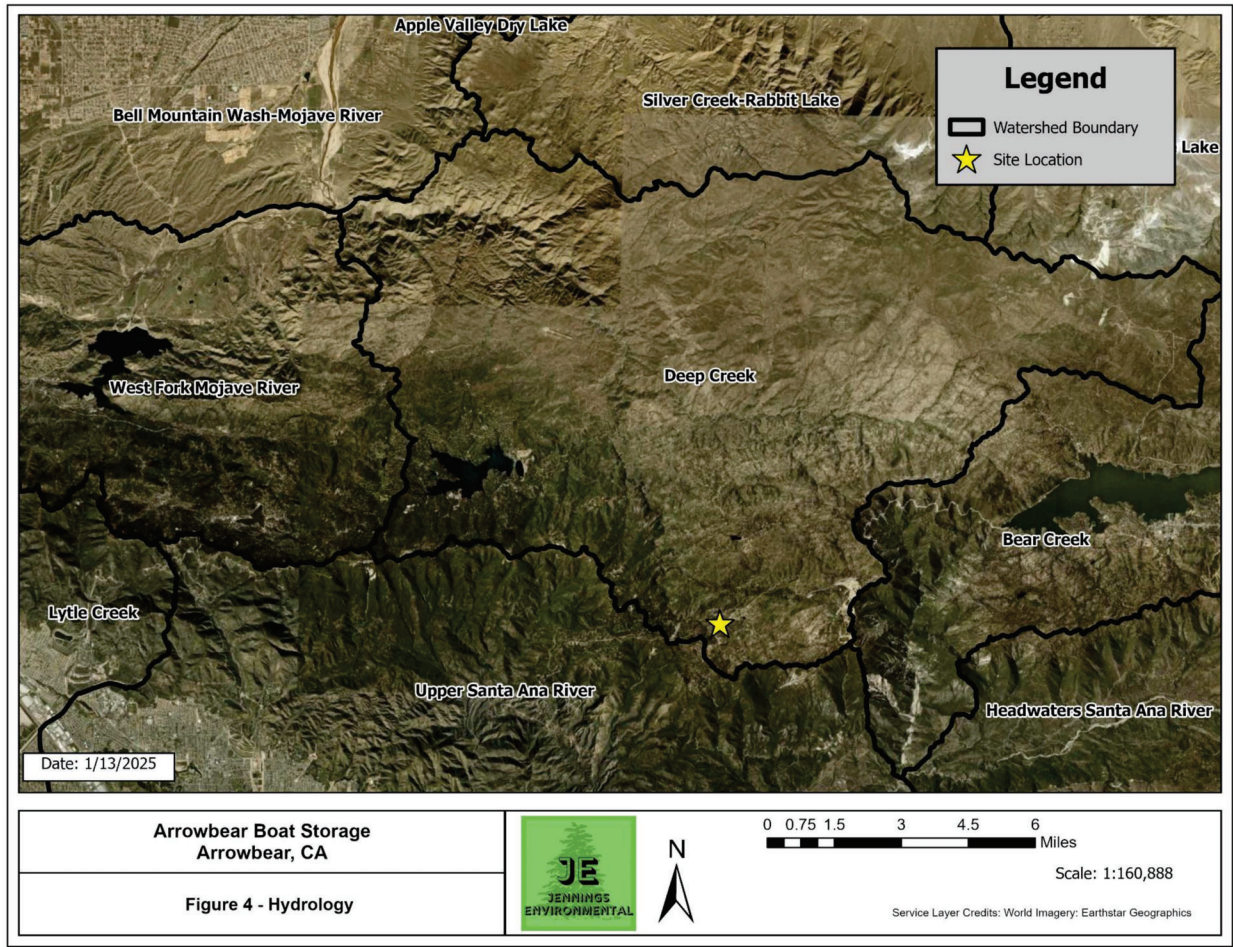 Apple Valley Dry Lake
Legend
Watershed Boundary
Site Location
Silver Creek-Rabbit Lake
Bell Mountain Wash-Mojave River
Lake
West Fork Mojave River
Deep Creek
Bear Creek
Lytle Creek
Upper Santa Ana River
Headwaters Santa Ana River
Date: 1/13/2025
Arrowbear Boat Storage
Arrowbear, CA
Figure 4 - Hydrology
JE
JENNINGS
ENVIRONMENTAL
N
0 0.75 1.5 3 4.5 6
Miles
Scale: 1:160,888
Service Layer Credits: World Imagery: Earthstar Geographics